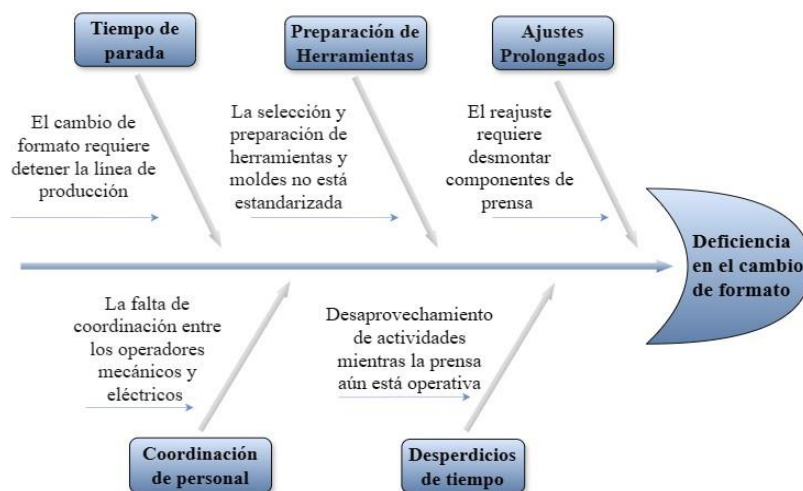 Tiempo de
parada
Preparación de
Herramientas
Ajustes
Prolongados
El cambio de
formato requiere
detener la línea de
producción
La selección y
preparación de
herramientas y
moldes no está
estandarizada
El reajuste
requiere
desmontar
componentes de
prensa
Deficiencia
en el cambio
de formato
La falta de
coordinación entre
los operadores
mecánicos y
eléctricos
Desaprovechamiento
de actividades
mientras la prensa
aún está operativa
Coordinación
de personal
Desperdicios
de tiempo